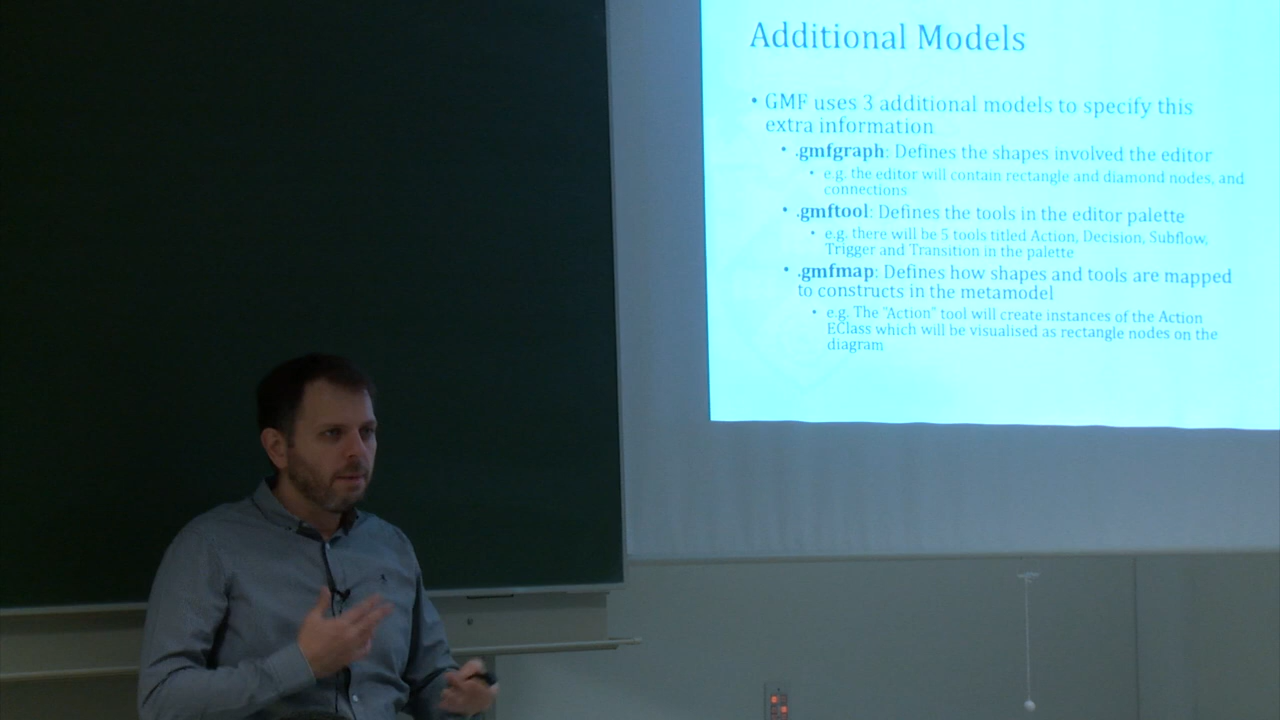 Additional Models
• GMF uses 3 additional models to specify this
extra information
• .gmfgraph: Defines the shapes involved the editor
• e.g. the editor will contain rectangle and diamond nodes, and
connections
• .gmftool: Defines the tools in the editor palette
• e.g. there will be 5 tools titled Action, Decision, Subflow,
Trigger and Transition in the palette
• .gmfmap: Defines how shapes and tools are mapped
to constructs in the metamodel
• e.g. The "Action" tool will create instances of the Action
EClass which will be visualised as rectangle nodes on the
diagram